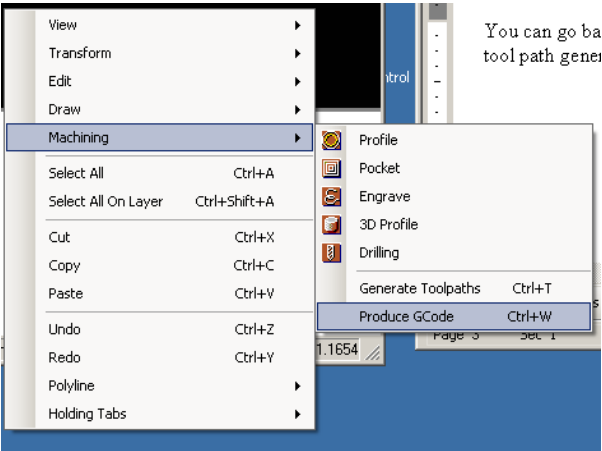 View
Transform
Edit
Draw
Machining
Select All Ctrl+A
Select All On Layer Ctrl+Shift+A
Cut Ctrl+X
Copy Ctrl+C
Paste Ctrl+V
Undo Ctrl+Z
Redo Ctrl+Y
Polyline
Holding Tabs
Profile
Pocket
Engrave
3D Profile
Drilling
Generate Toolpaths Ctrl+T
Produce GCode Ctrl+W
You can go ba
tool path gener
ntrol
1.1654
Page 3 Sec 1